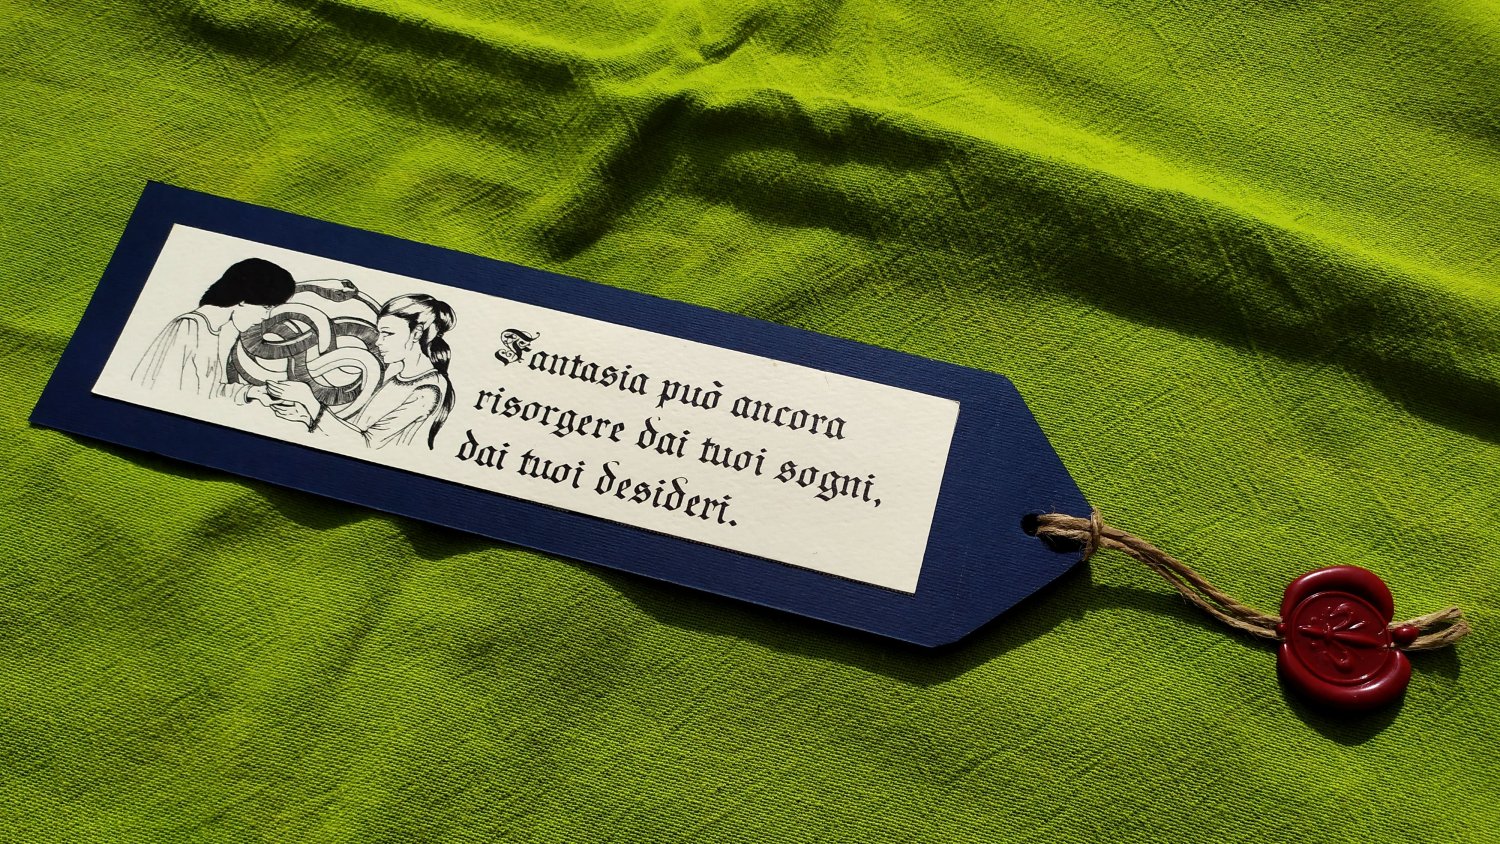 Fantasia può ancora
risorgere dai tuoi sogni,
dai tuoi desideri.